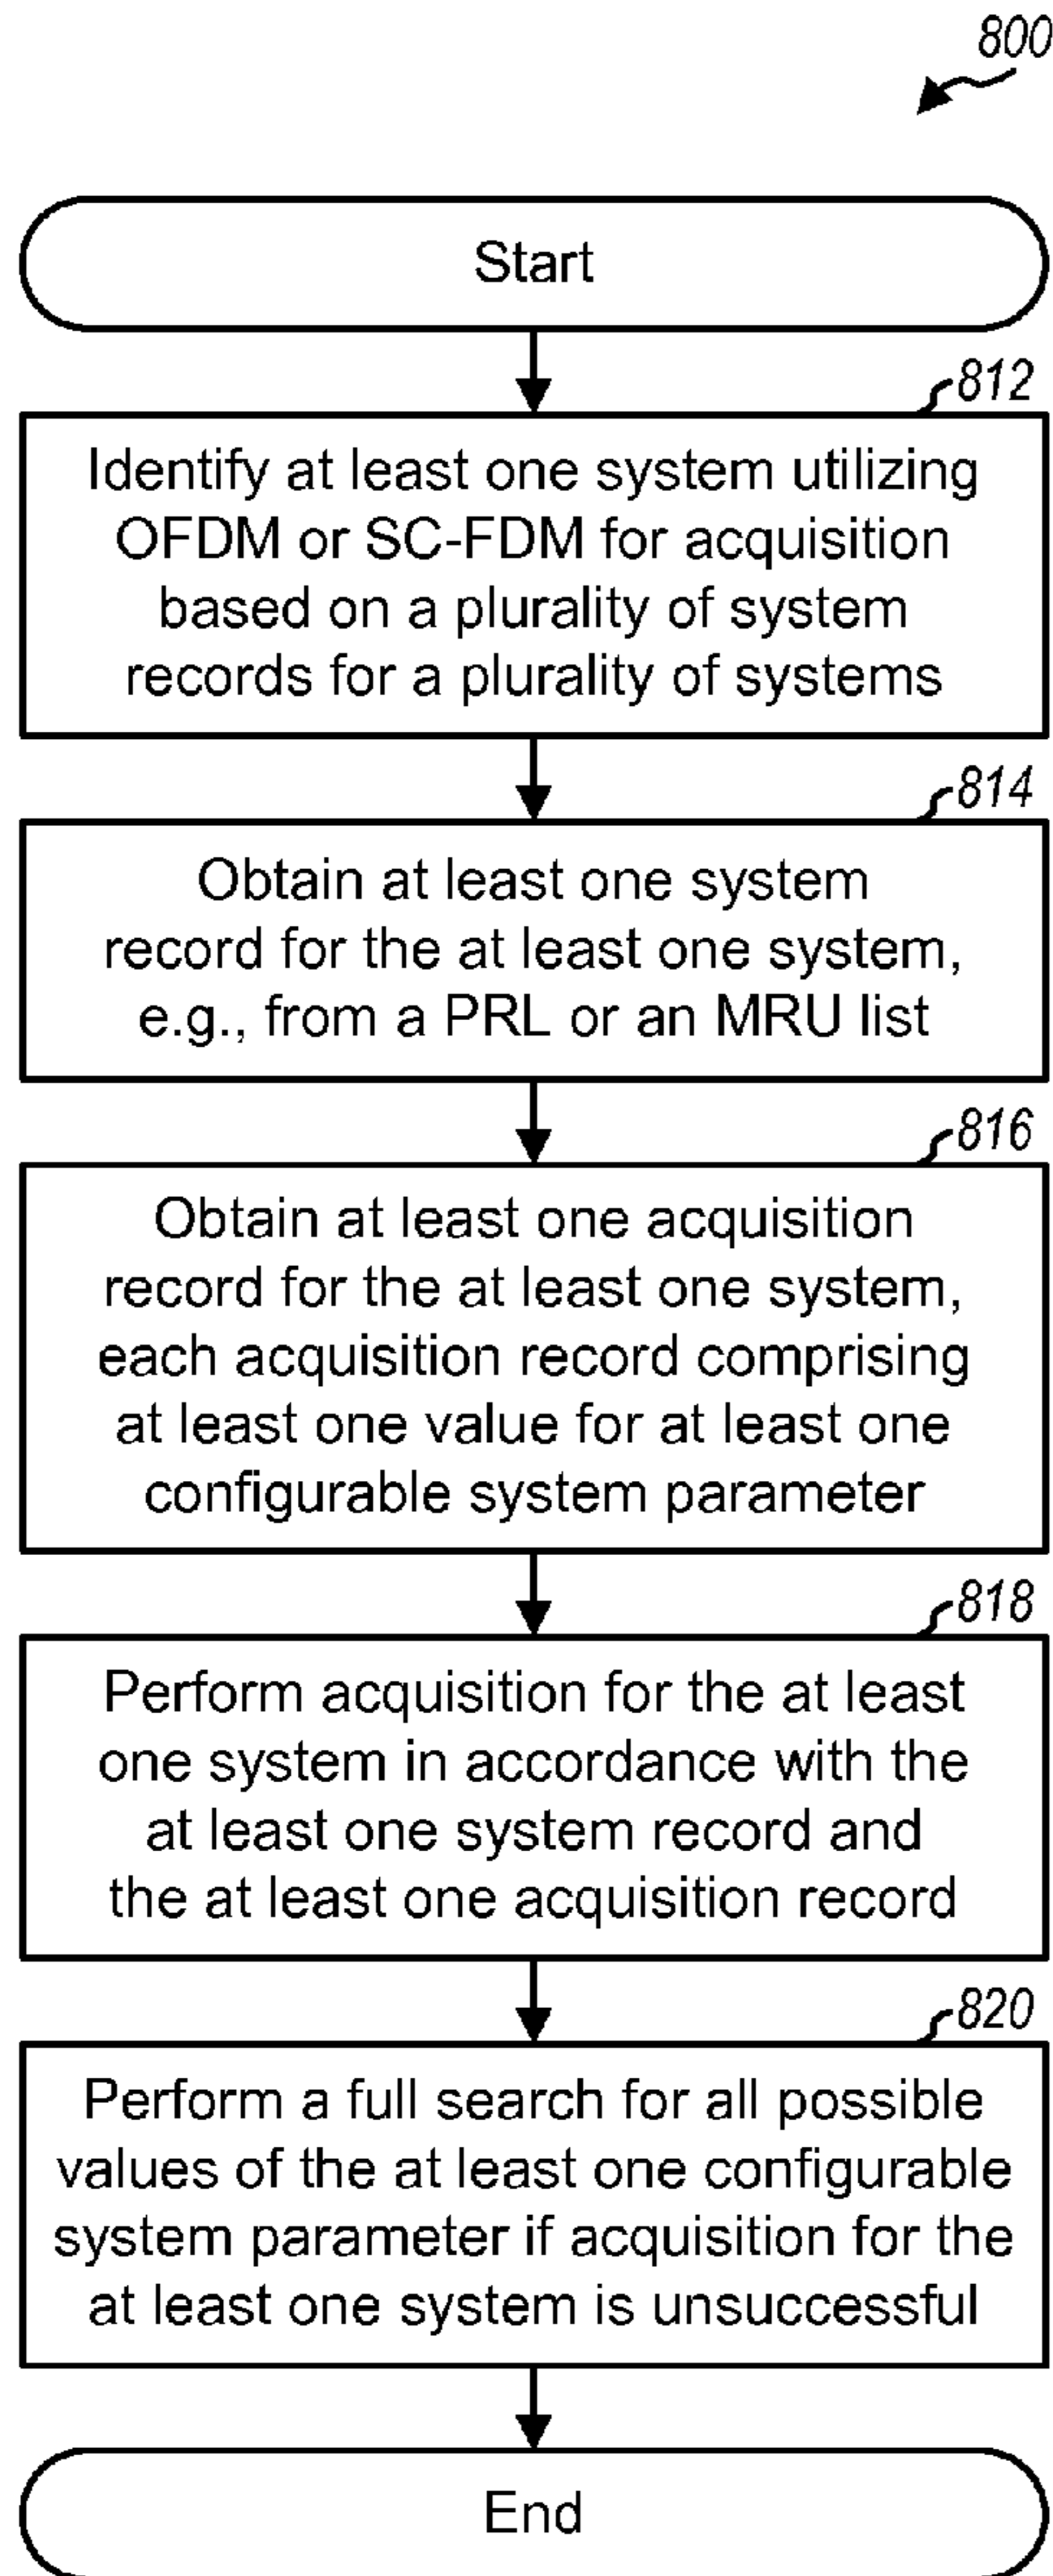 800
Start
812
Identify at least one system utilizing
OFDM or SC-FDM for acquisition
based on a plurality of system
records for a plurality of systems
814
Obtain at least one system
record for the at least one system,
e.g., from a PRL or an MRU list
816
Obtain at least one acquisition
record for the at least one system,
each acquisition record comprising
at least one value for at least one
configurable system parameter
818
Perform acquisition for the at least
one system in accordance with the
at least one system record and
the at least one acquisition record
820
Perform a full search for all possible
values of the at least one configurable
system parameter if acquisition for the
at least one system is unsuccessful
End